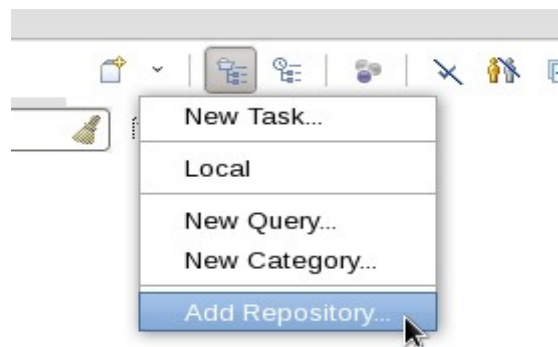 New Task...
Local
New Query...
New Category...
Add Repository...